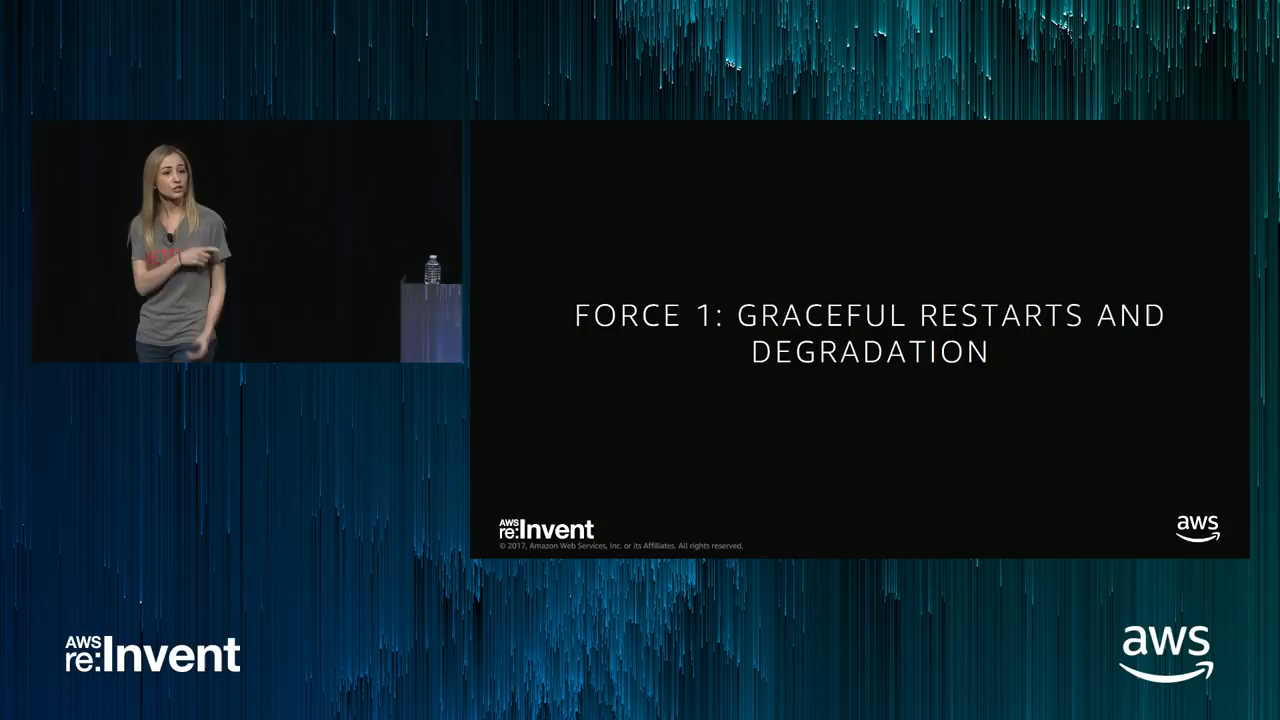 FORCE 1: GRACEFUL RESTARTS AND
DEGRADATION
AWS
re:Invent
© 2017, Amazon Web Services, Inc. or its Affiliates. All rights reserved.
aws
AWS
re:Invent
aws